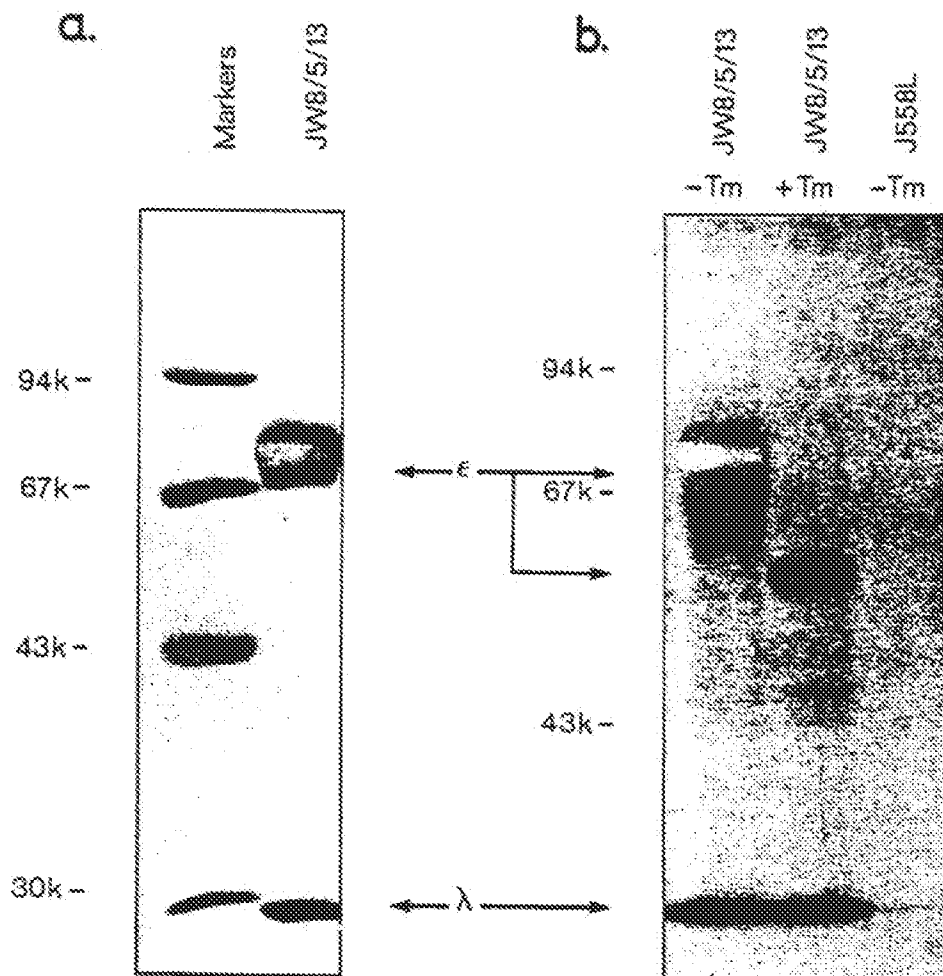 a.
Markers
JW8/5/13
94k-
67k-
43k-
30k-
ε
λ
b.
JW8/5/13
JW8/5/13
J558L
-Tm
+Tm
-Tm
94k-
67k-
43k-